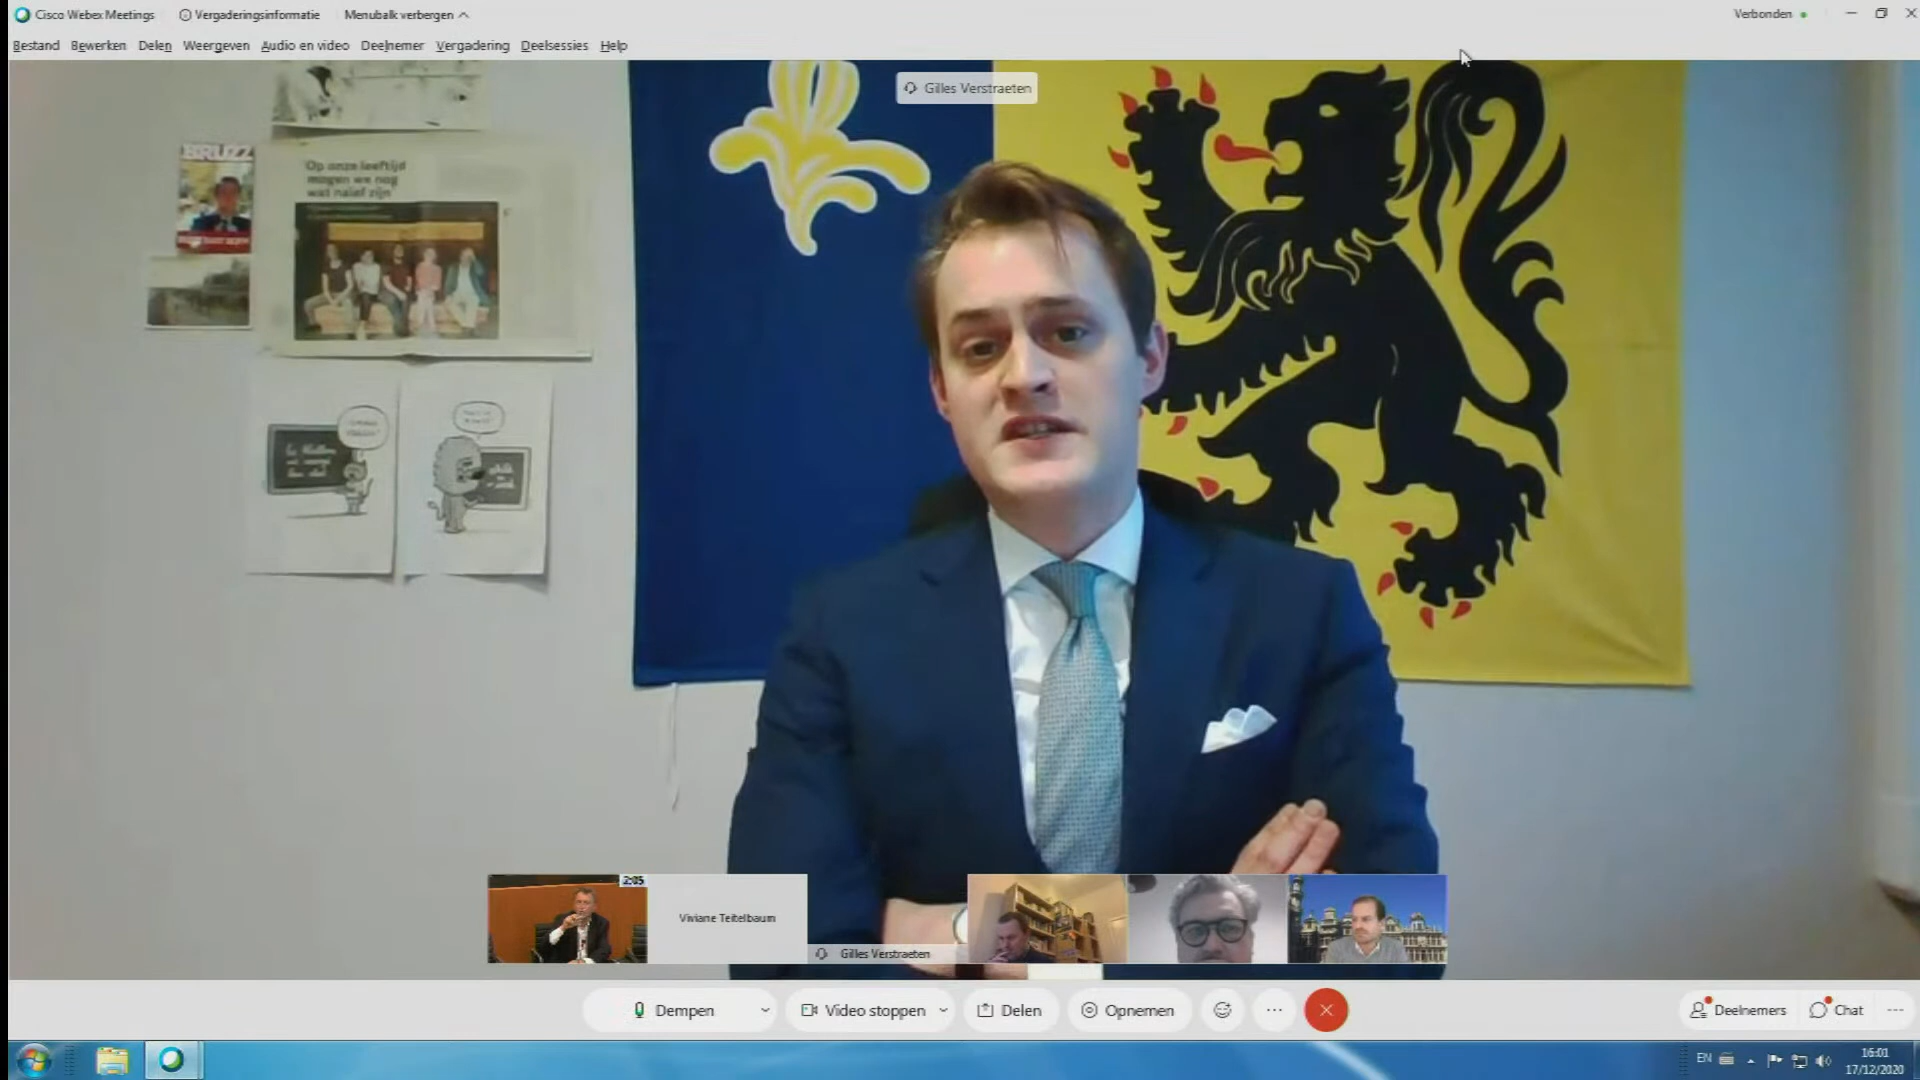 Cisco Webex Meetings
Vergaderingsinformatie
Menubalk verbergen
Verbonden
Bestand Bewerken Delen Weergeven Audio en video Deelnemer Vergadering Deelsessies Help
Gilles Verstraeten
BRUZZ
'Op onze leeftijd
mogen we nog
wat naïef zijn'
2:05
Viviane Teitelbaum
Gilles Verstraeten
Dempen
Video stoppen
Delen
Opnemen
Deelnemers
Chat
EN
16:01
17/12/2020